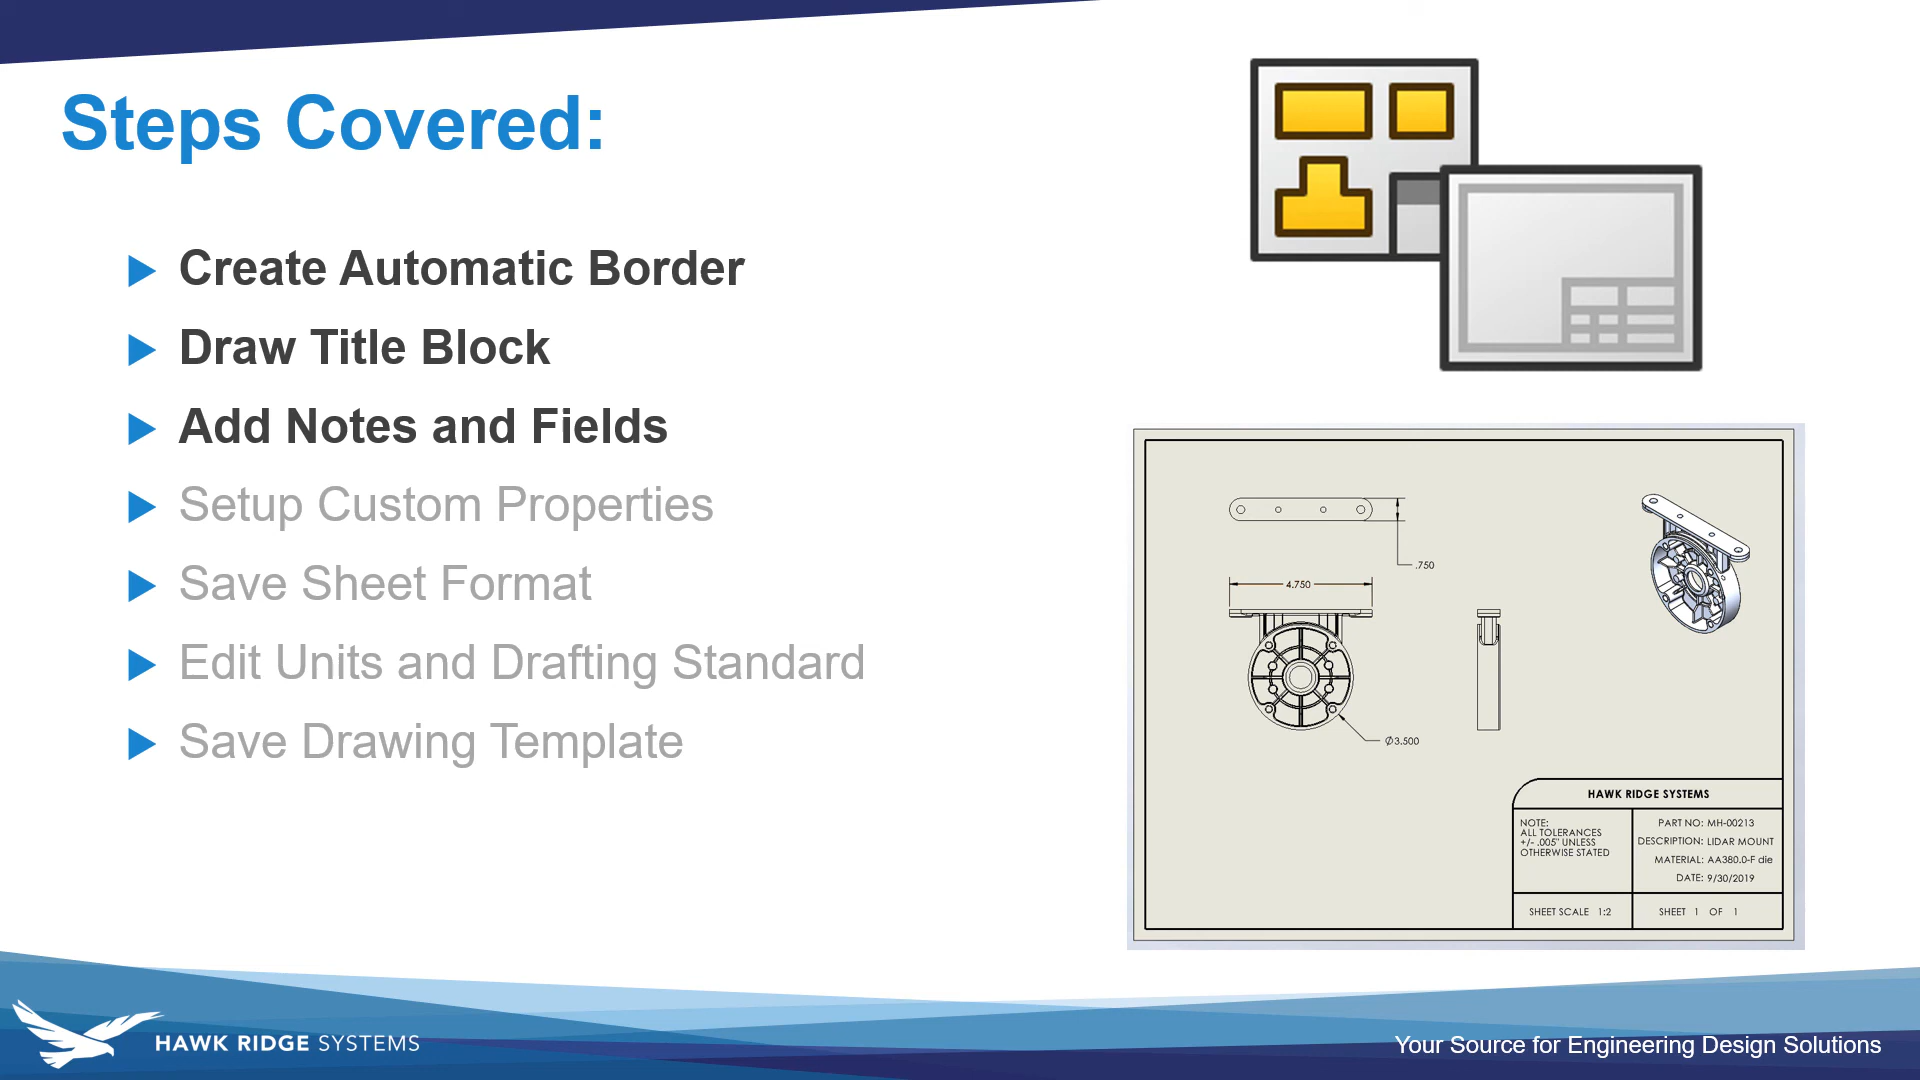 Steps Covered:
Create Automatic Border
Draw Title Block
Add Notes and Fields
Setup Custom Properties
Save Sheet Format
Edit Units and Drafting Standard
Save Drawing Template
.750
4.750
Ø3.500
HAWK RIDGE SYSTEMS
NOTE:
ALL TOLERANCES
+/- .005" UNLESS
OTHERWISE STATED
PART NO: MH-00213
DESCRIPTION: LIDAR MOUNT
MATERIAL: AA380.0-F die
DATE: 9/30/2019
SHEET SCALE 1:2
SHEET 1 OF 1
HAWK RIDGE SYSTEMS
Your Source for Engineering Design Solutions